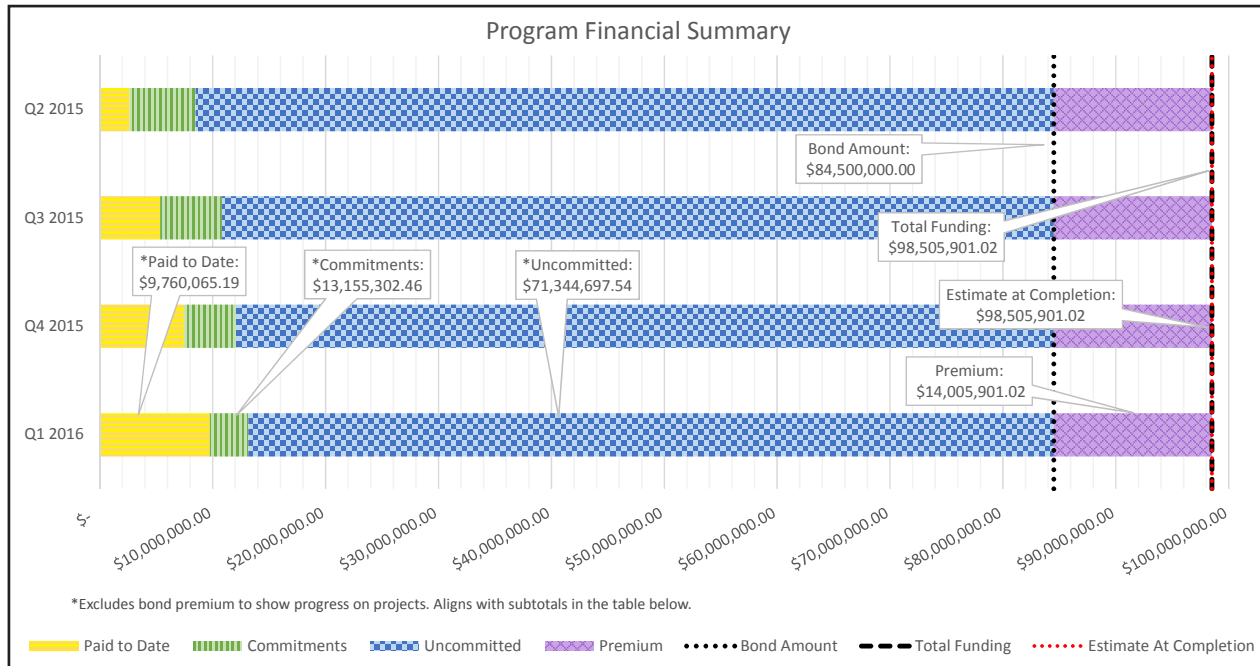 Program Financial Summary
Q2 2015
Bond Amount:
$84,500,000.00
Q3 2015
Total Funding:
$98,505,901.02
*Paid to Date:
$9,760,065.19
*Commitments:
$13,155,302.46
*Uncommitted:
$71,344,697.54
Estimate at Completion:
$98,505,901.02
Q4 2015
Premium:
$14,005,901.02
Q1 2016
$-
$10,000,000.00
$20,000,000.00
$30,000,000.00
$40,000,000.00
$50,000,000.00
$60,000,000.00
$70,000,000.00
$80,000,000.00
$90,000,000.00
$100,000,000.00
*Excludes bond premium to show progress on projects. Aligns with subtotals in the table below.
Paid to Date Commitments Uncommitted Premium Bond Amount Total Funding Estimate At Completion